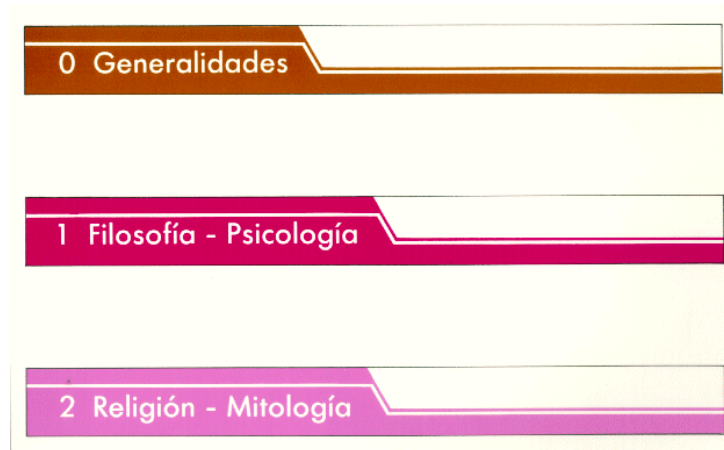 0 Generalidades
1 Filosofía - Psicología
2 Religión - Mitología